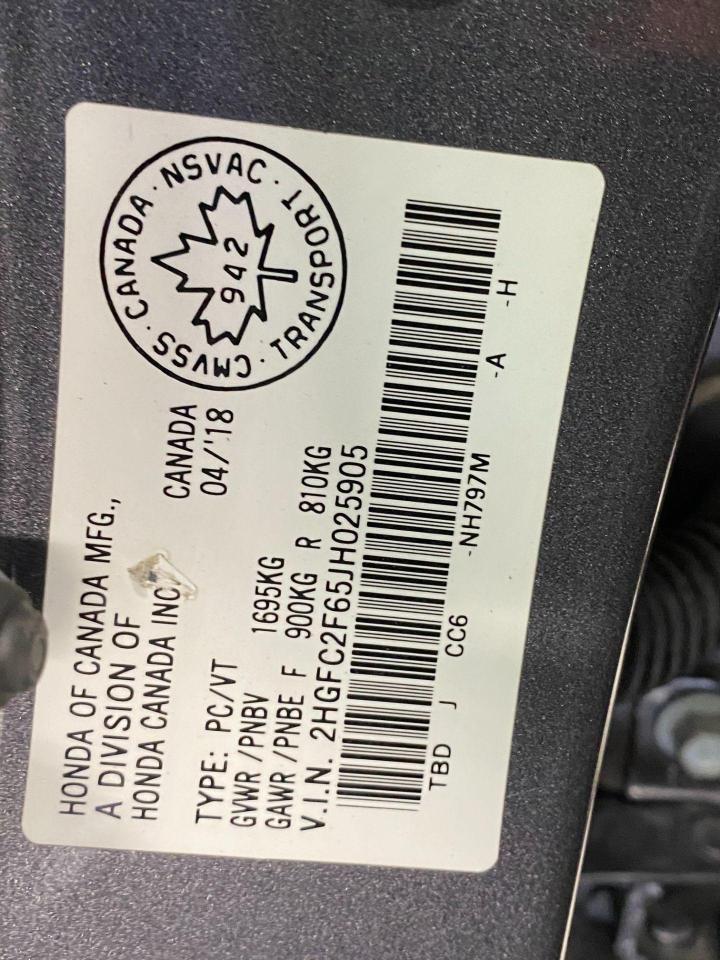 HONDA OF CANADA MFG.,
A DIVISION OF
HONDA CANADA INC
CANADA
04/'18
CMVSS · CANADA · NSVAC · TRANSPORT ·
942
TYPE: PC/VT
GVWR /PNBV 1695KG
GAWR /PNBE F 900KG R 810KG
V.I.N. 2HGFC2F65JH025905
TBD J CC6 -NH797M -A -H